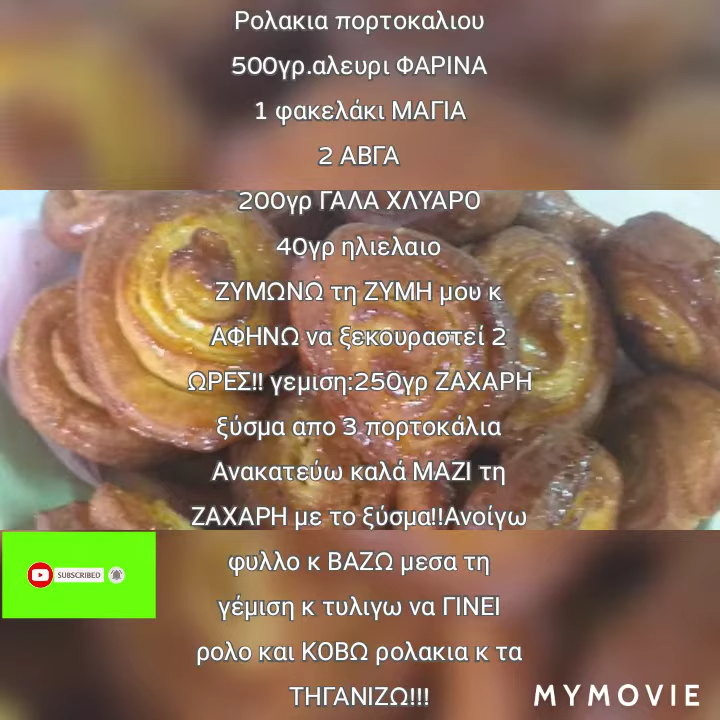 Ρολακια πορτοκαλιου
500γρ.αλευρι ΦΑΡΙΝΑ
1 φακελάκι ΜΑΓΙΑ
2 ΑΒΓΑ
200γρ ΓΑΛΑ ΧΛΥΑΡΟ
40γρ ηλιελαιο
ΖΥΜΩΝΩ τη ΖΥΜΗ μου κ
ΑΦΗΝΩ να ξεκουραστεί 2
ΩΡΕΣ!! γεμιση:250γρ ΖΑΧΑΡΗ
ξύσμα απο 3 πορτοκάλια
Ανακατεύω καλά ΜΑΖΙ τη
ΖΑΧΑΡΗ με το ξύσμα!!Ανοίγω
φυλλο κ ΒΑΖΩ μεσα τη
SUBSCRIBED
γέμιση κ τυλιγω να ΓΙΝΕΙ
ρολο και ΚΟΒΩ ρολακια κ τα
ΤΗΓΑΝΙΖΩ!!!
MYMOVIE